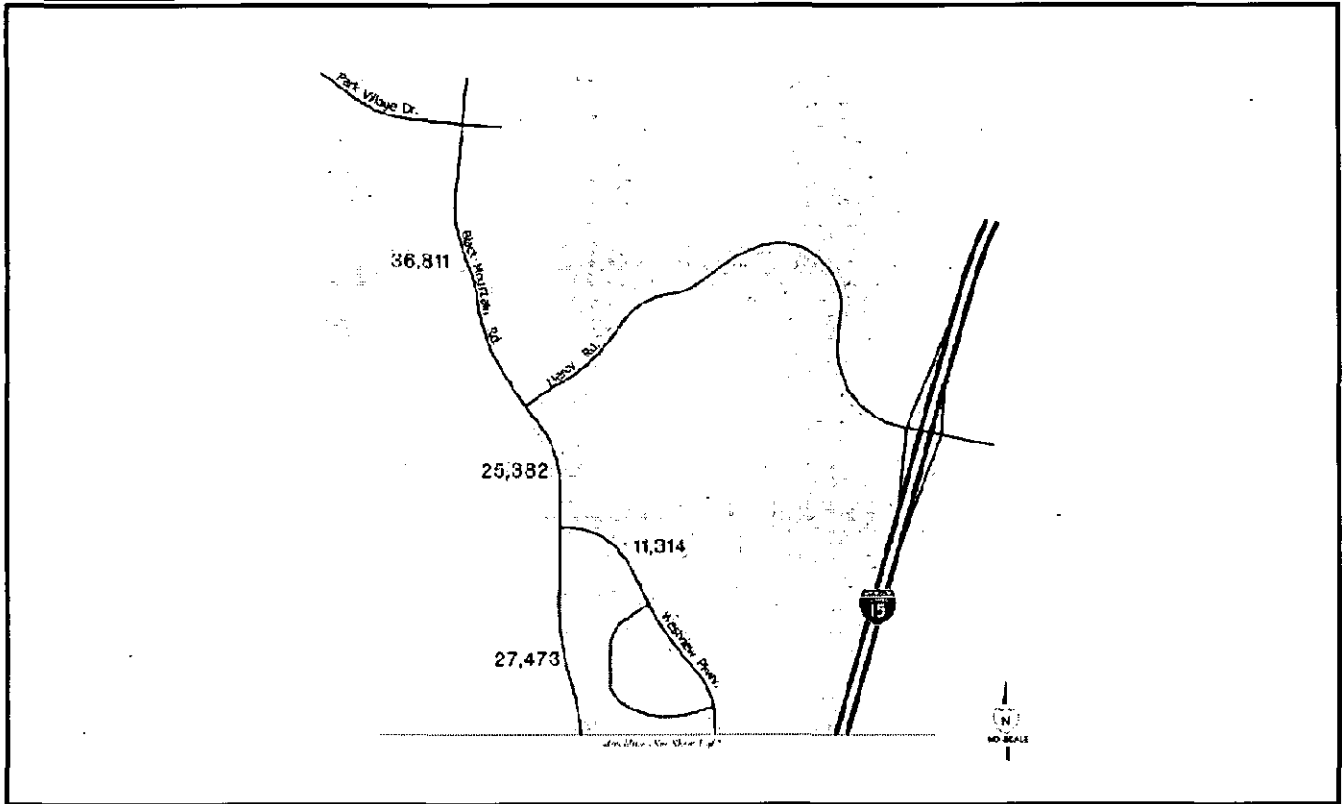 Park Village Dr.
36,811
Black Mountain Rd.
Rd.
25,382
11,314
Westview Pkwy.
15
27,473
N
NO SCALE